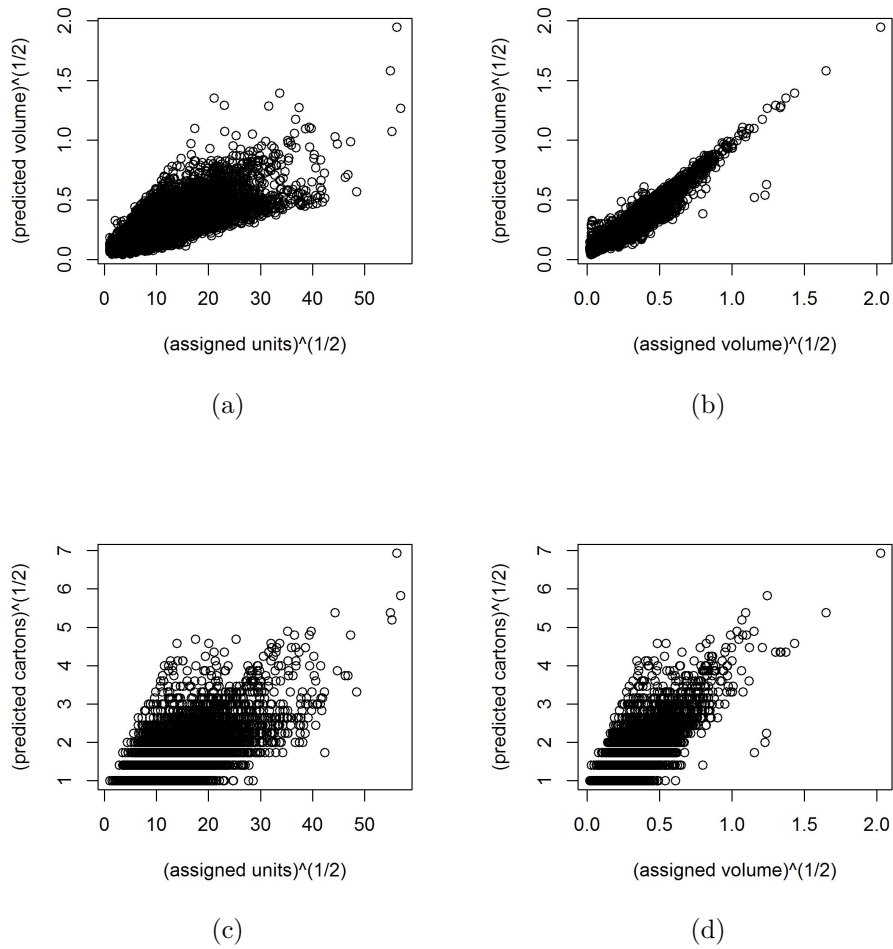 2.0
1.5
1.0
0.5
0.0
(predicted volume)^(1/2)
0 10 20 30 40 50
(assigned units)^(1/2)
(a)
2.0
1.5
1.0
0.5
0.0
(predicted volume)^(1/2)
0.0 0.5 1.0 1.5 2.0
(assigned volume)^(1/2)
(b)
7
6
5
4
3
2
1
(predicted cartons)^(1/2)
0 10 20 30 40 50
(assigned units)^(1/2)
(c)
7
6
5
4
3
2
1
(predicted cartons)^(1/2)
0.0 0.5 1.0 1.5 2.0
(assigned volume)^(1/2)
(d)